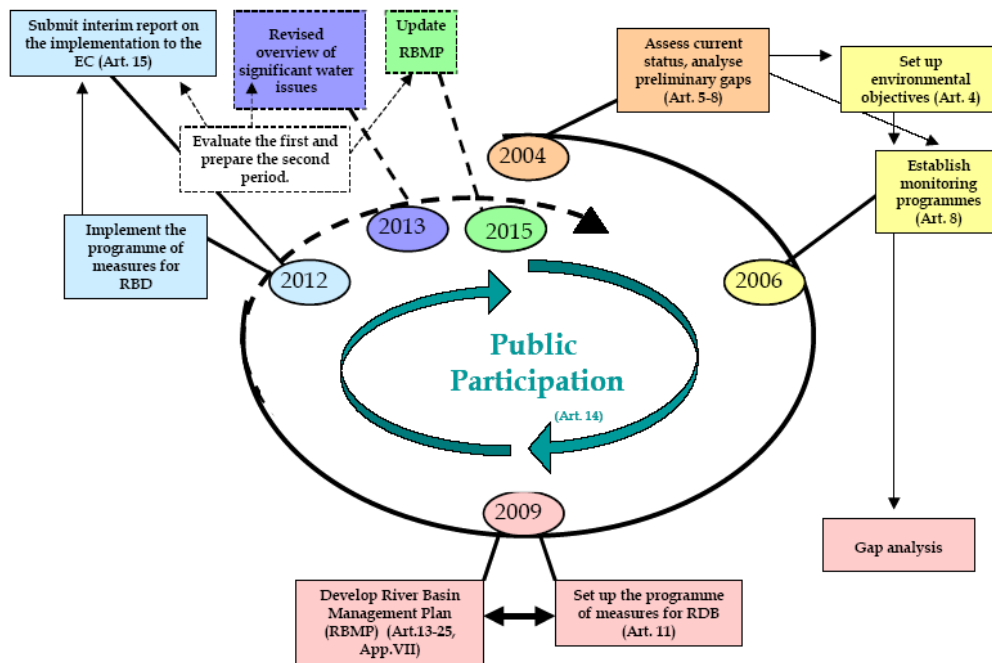 Submit interim report on
the implementation to the
EC (Art. 15)
Revised
overview of
significant water
issues
Update
RBMP
Assess current
status, analyse
preliminary gaps
(Art. 5-8)
Set up
environmental
objectives (Art. 4)
Evaluate the first and
prepare the second
period.
2004
Establish
monitoring
programmes
(Art. 8)
Implement the
programme of
measures for
RBD
2013
2015
2012
2006
Public
Participation
(Art. 14)
2009
Gap analysis
Develop River Basin
Management Plan
(RBMP) (Art.13-25,
App.VII)
Set up the programme
of measures for RDB
(Art. 11)